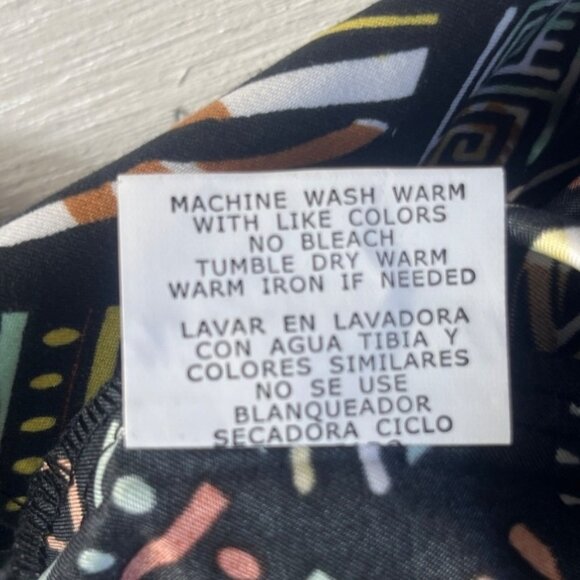 MACHINE WASH WARM
WITH LIKE COLORS
NO BLEACH
TUMBLE DRY WARM
WARM IRON IF NEEDED
LAVAR EN LAVADORA
CON AGUA TIBIA Y
COLORES SIMILARES
NO SE USE
BLANQUEADOR
SECADORA CICLO